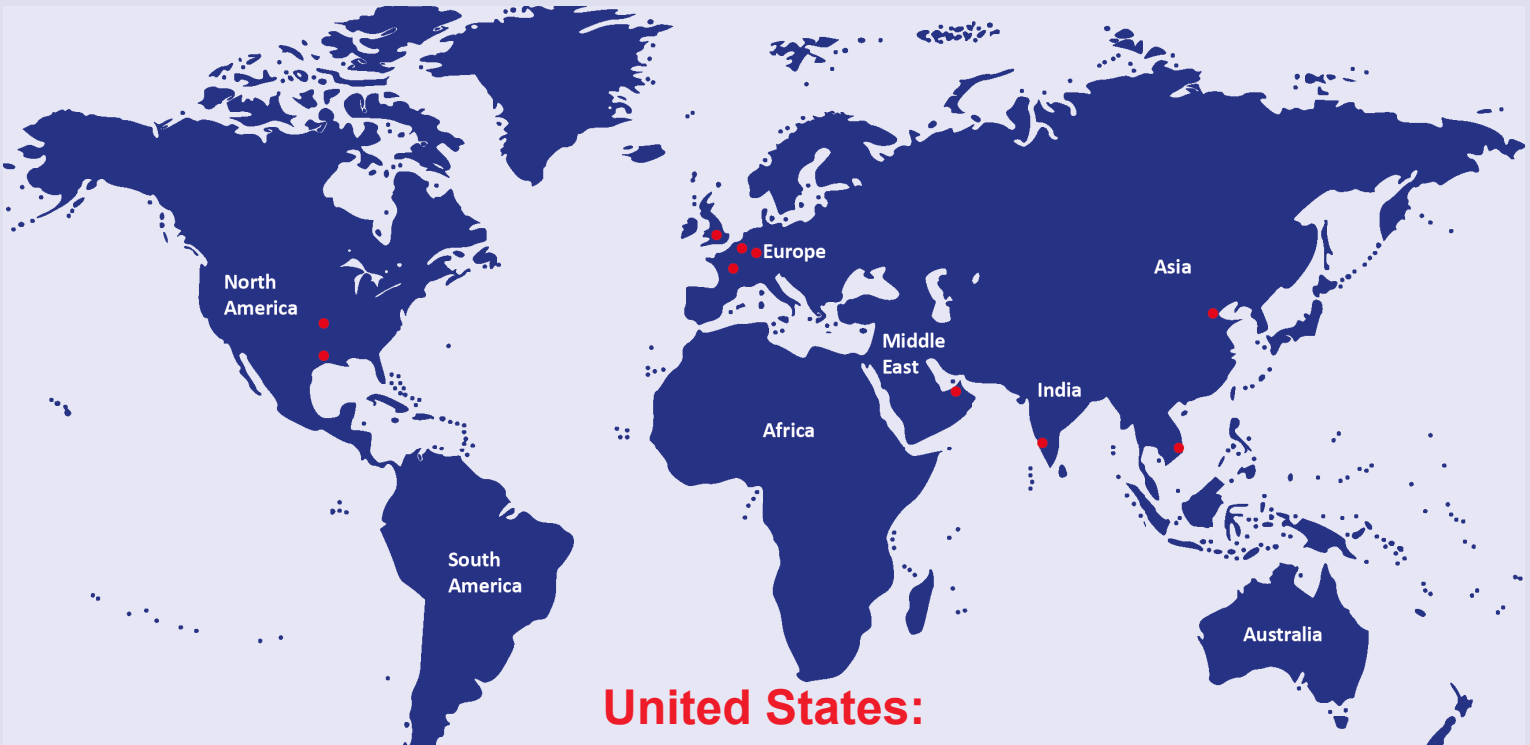 Europe
Asia
North
America
Middle
East
India
Africa
South
America
Australia
United States: